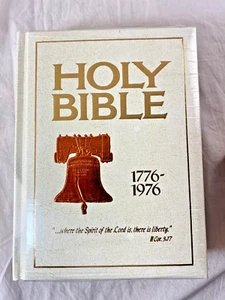 HOLY
BIBLE
1776-
1976
"...where the Spirit of the Lord is, there is liberty."
II Cor. 3:17